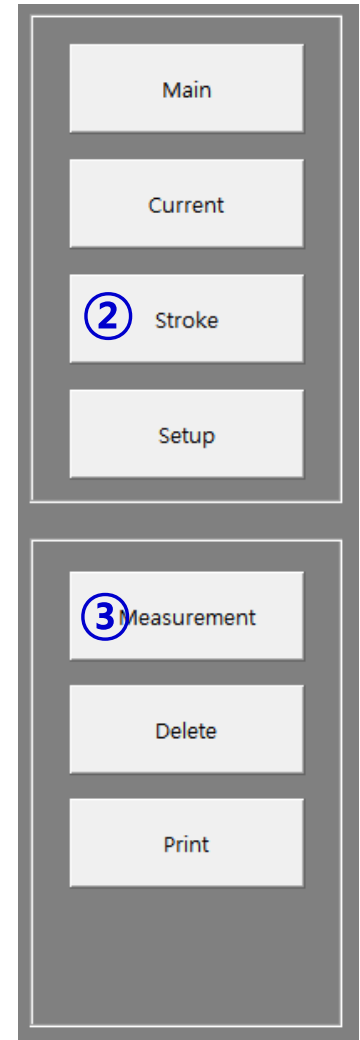 Main
Current
② Stroke
Setup
③ Measurement
Delete
Print